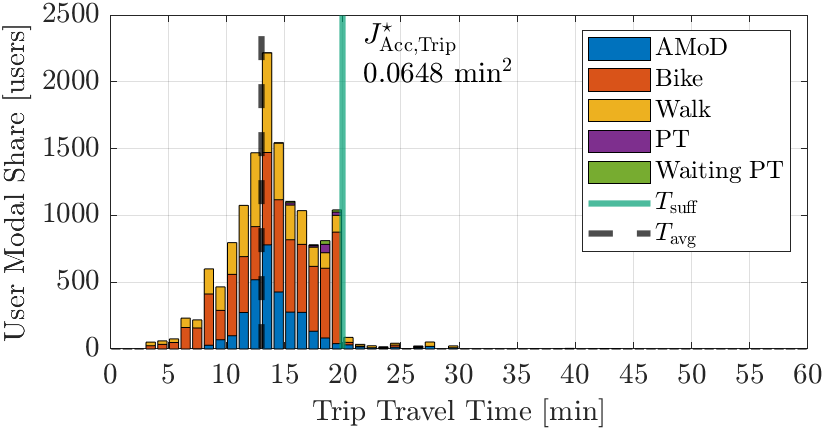 2500
2000
1500
1000
500
0
User Modal Share [users]
0 5 10 15 20 25 30 35 40 45 50 55 60
Trip Travel Time [min]
J⋆Acc,Trip
0.0648 min²
AMoD
Bike
Walk
PT
Waiting PT
Tsuff
Tavg